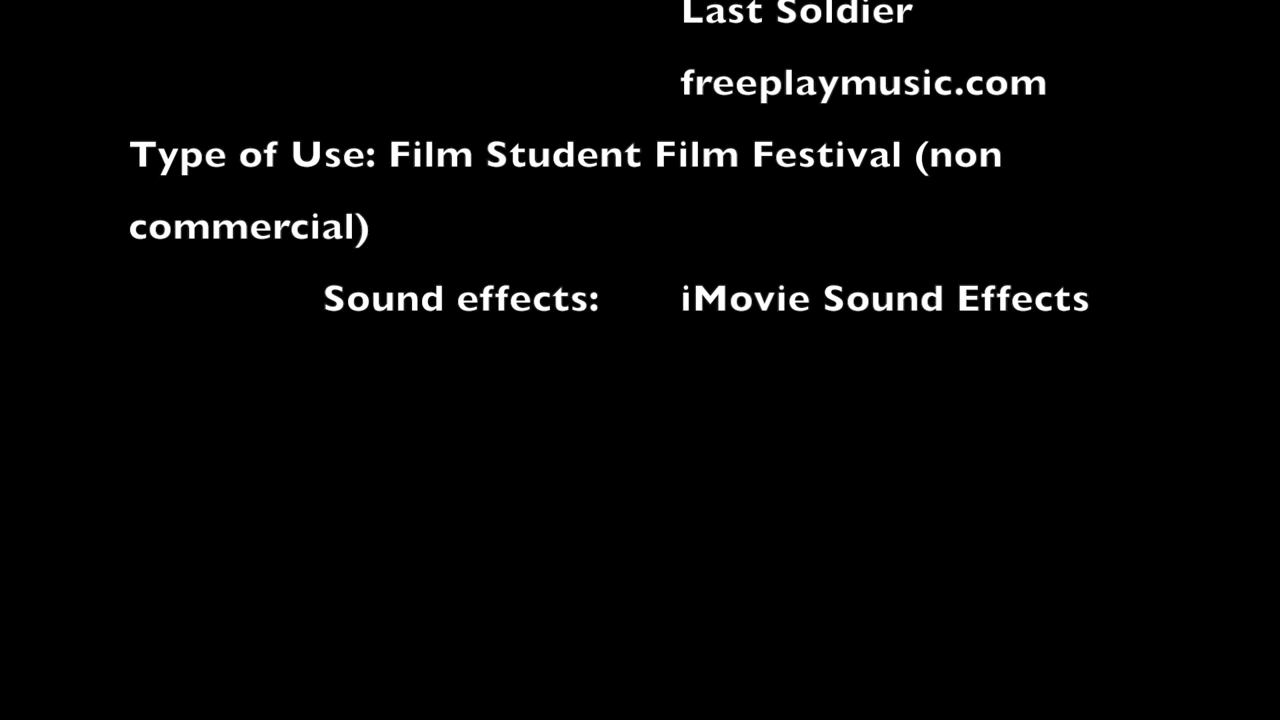 Last Soldier
freeplaymusic.com
Type of Use: Film Student Film Festival (non
commercial)
Sound effects: iMovie Sound Effects